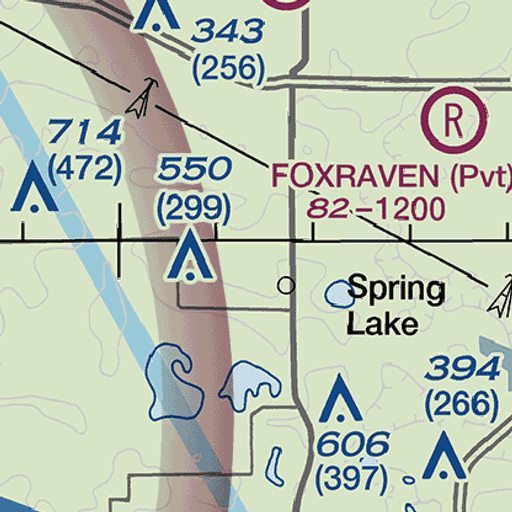 343
(256)
R
714
(472)
550
(299)
FOXRAVEN (Pvt)
82-1200
Spring
Lake
394
(266)
606
(397)